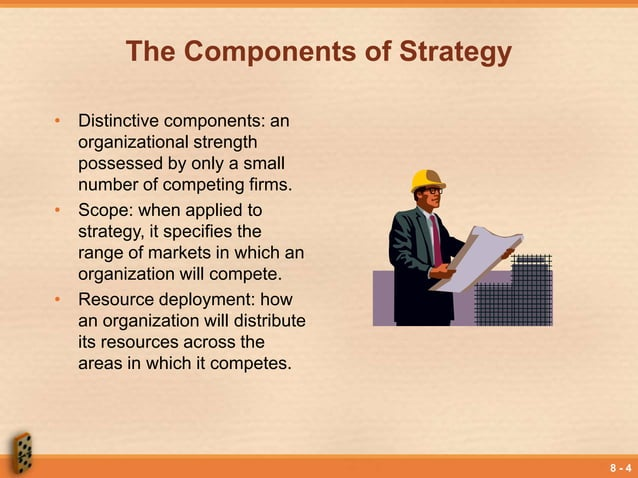 The Components of Strategy
• Distinctive components: an
organizational strength
possessed by only a small
number of competing firms.
• Scope: when applied to
strategy, it specifies the
range of markets in which an
organization will compete.
• Resource deployment: how
an organization will distribute
its resources across the
areas in which it competes.
8 - 4